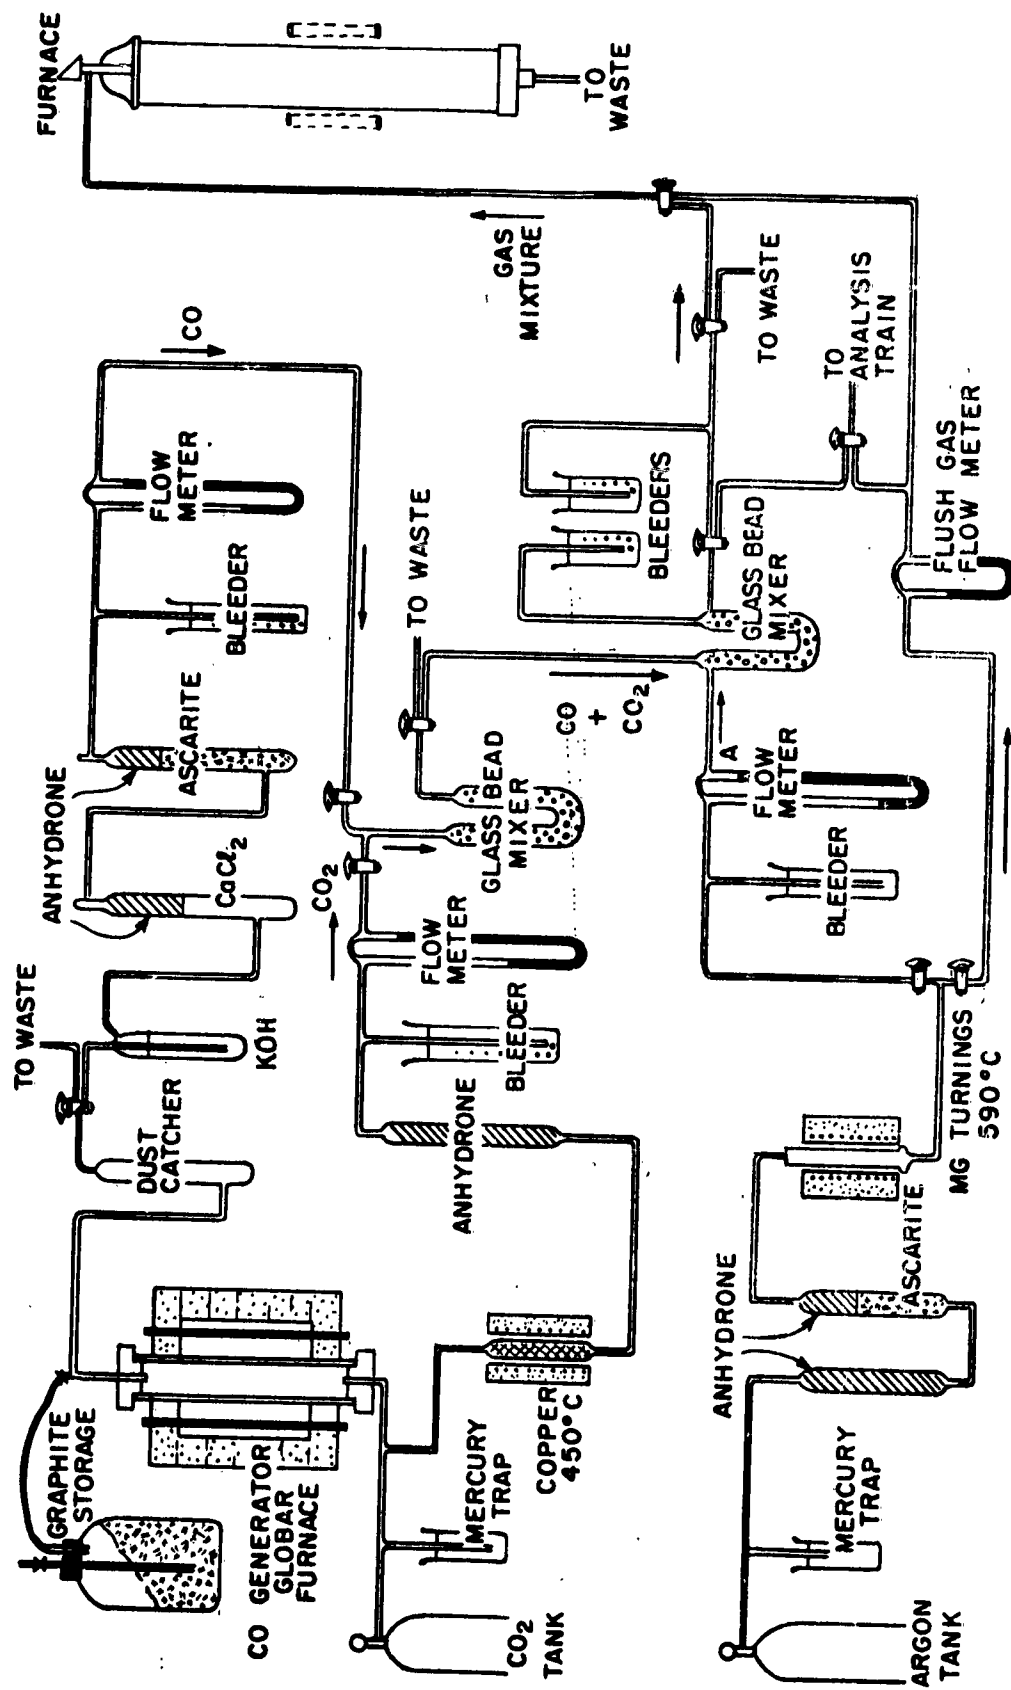 FURNACE
TO
WASTE
GAS
MIXTURE
CO
FLOW
METER
BLEEDER
ANHYDRONE
ASCARITE
CaCl2
TO WASTE
KOH
DUST
CATCHER
GRAPHITE
STORAGE
CO GENERATOR
GLOBAR
FURNACE
CO2
TANK
MERCURY
TRAP
COPPER
450°C
ANHYDRONE
BLEEDER
FLOW
METER
CO2
GLASS BEAD
MIXER
TO WASTE
CO
+
CO2
BLEEDERS
GLASS BEAD
MIXER
TO WASTE
TO
ANALYSIS
TRAIN
FLUSH GAS
FLOW METER
A
FLOW
METER
BLEEDER
MG TURNINGS
590°C
ASCARITE
ANHYDRONE
MERCURY
TRAP
ARGON
TANK